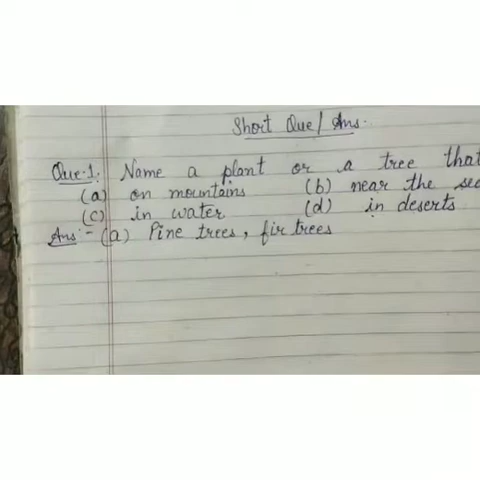 Short Que/Ans.
Que.1. Name a plant or a tree that
(a) on mountains (b) near the sea
(c) in water (d) in deserts
Ans:- (a) Pine trees, fir trees